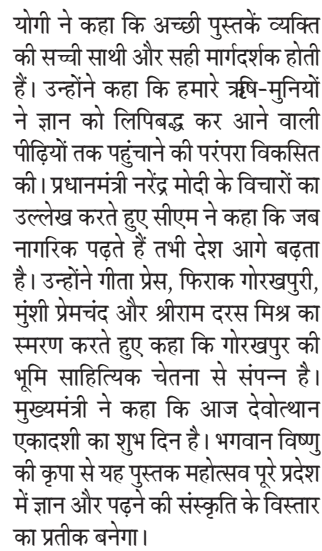 योगी ने कहा कि अच्छी पुस्तकें व्यक्ति
की सच्ची साथी और सही मार्गदर्शक होती
हैं। उन्होंने कहा कि हमारे ऋषि-मुनियों
ने ज्ञान को लिपिबद्ध कर आने वाली
पीढ़ियों तक पहुंचाने की परंपरा विकसित
की। प्रधानमंत्री नरेंद्र मोदी के विचारों का
उल्लेख करते हुए सीएम ने कहा कि जब
नागरिक पढ़ते हैं तभी देश आगे बढ़ता
है। उन्होंने गीता प्रेस, फिराक गोरखपुरी,
मुंशी प्रेमचंद और श्रीराम दरस मिश्र का
स्मरण करते हुए कहा कि गोरखपुर की
भूमि साहित्यिक चेतना से संपन्न है।
मुख्यमंत्री ने कहा कि आज देवोत्थान
एकादशी का शुभ दिन है। भगवान विष्णु
की कृपा से यह पुस्तक महोत्सव पूरे प्रदेश
में ज्ञान और पढ़ने की संस्कृति के विस्तार
का प्रतीक बनेगा।